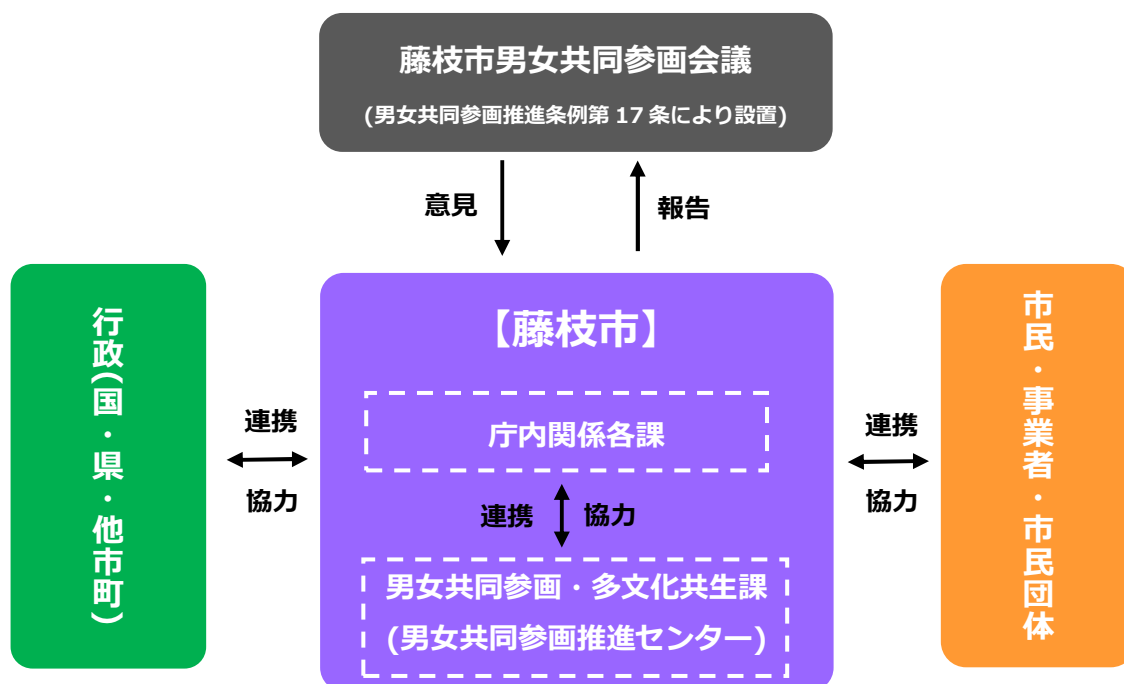 藤枝市男女共同参画会議
(男女共同参画推進条例第 17 条により設置)
意見
報告
行政(国・県・他市町)
連携
協力
【藤枝市】
庁内関係各課
連携
協力
男女共同参画・多文化共生課
(男女共同参画推進センター)
連携
協力
市民・事業者・市民団体